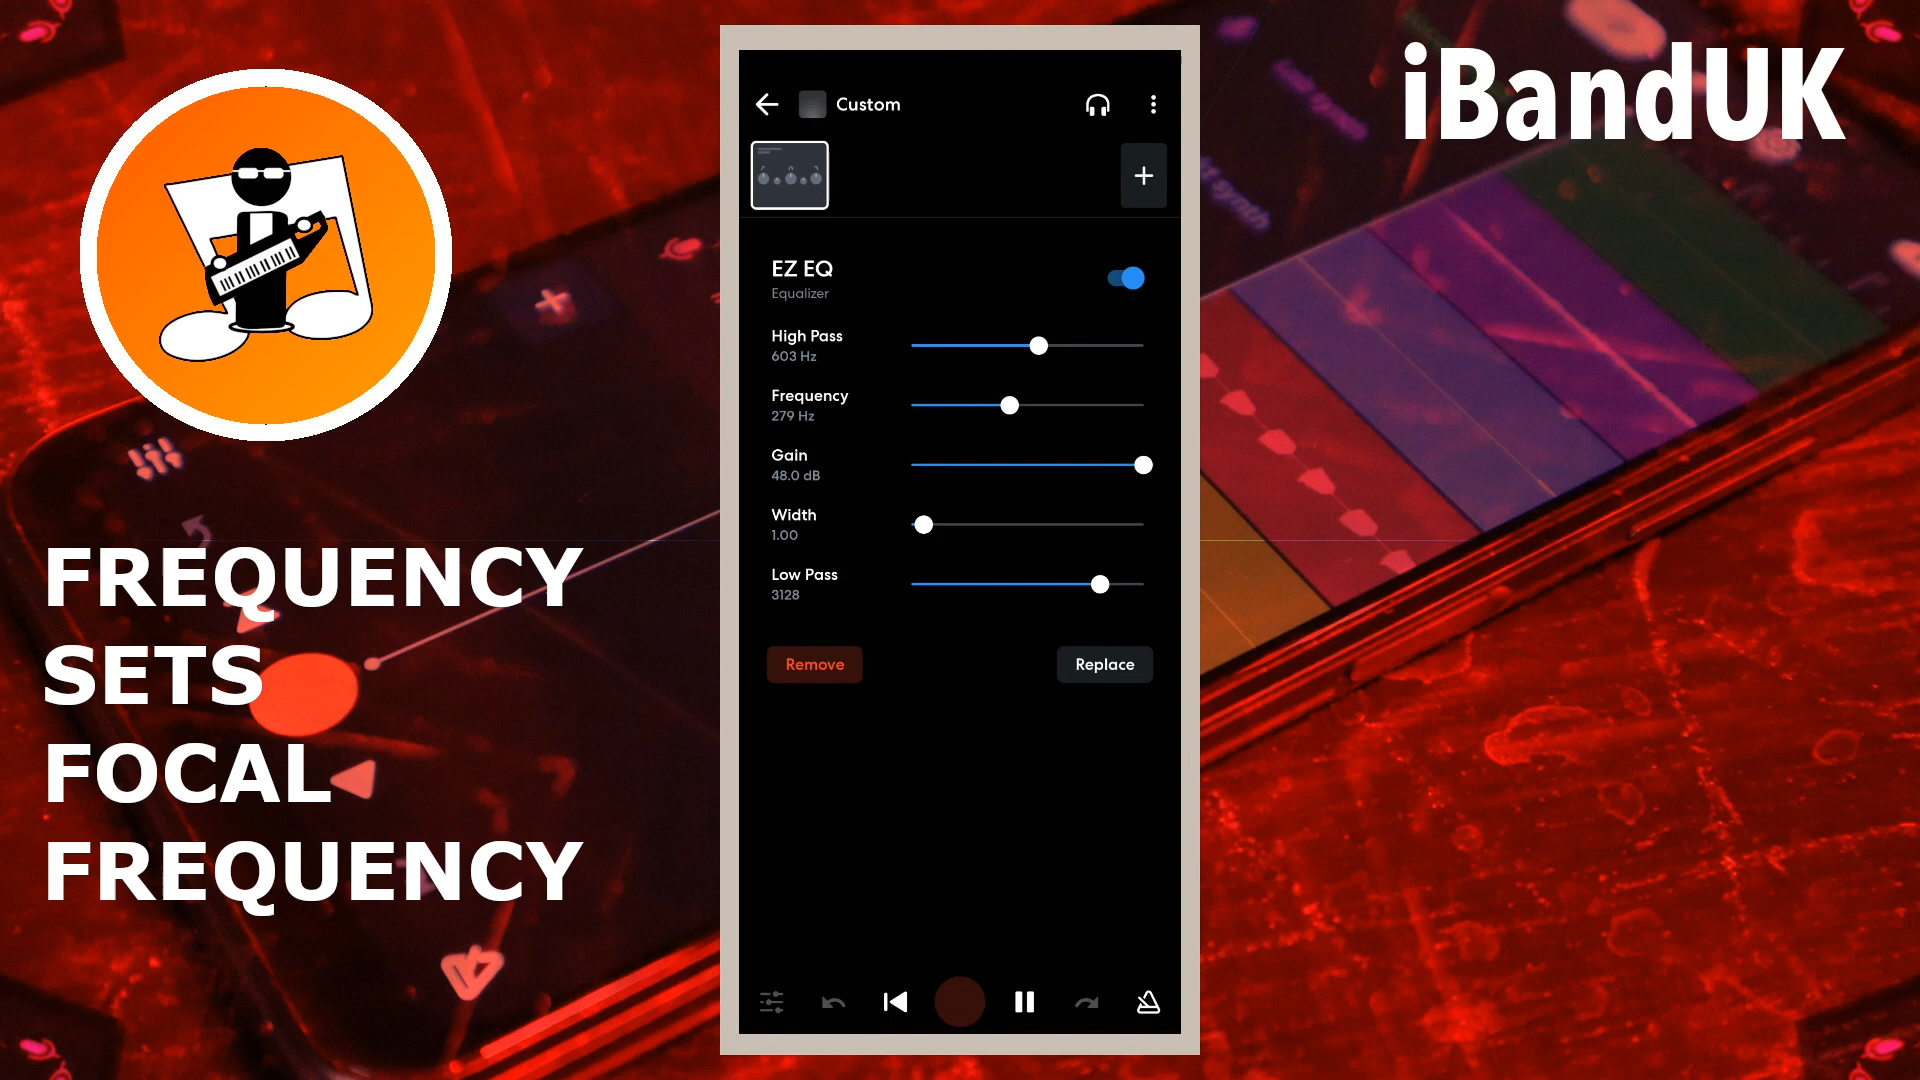 iBandUK
Custom
EZ EQ
Equalizer
High Pass
603 Hz
Frequency
279 Hz
Gain
48.0 dB
Width
1.00
Low Pass
3128
Remove
Replace
FREQUENCY
SETS
FOCAL
FREQUENCY